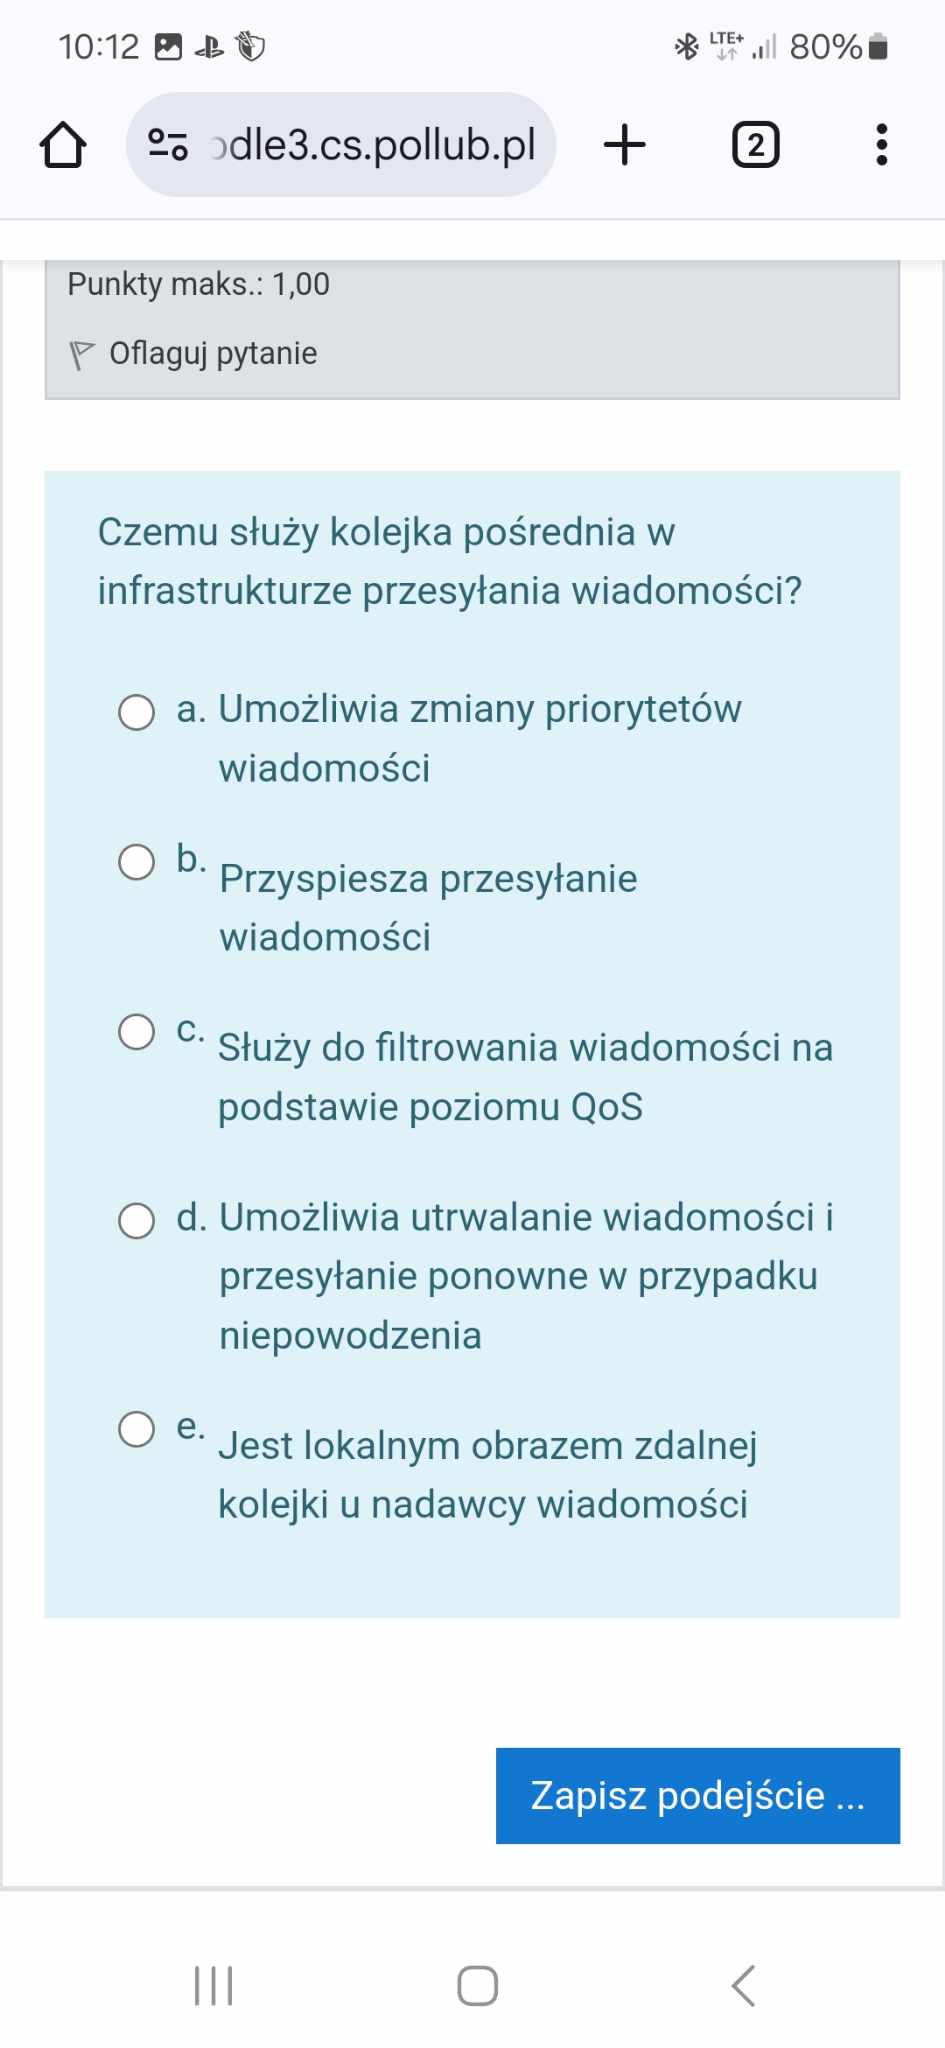 10:12 LTE+ 80%
odle3.cs.pollub.pl 2
Punkty maks.: 1,00
Oflaguj pytanie
Czemu służy kolejka pośrednia w
infrastrukturze przesyłania wiadomości?
a. Umożliwia zmiany priorytetów
wiadomości
b. Przyspiesza przesyłanie
wiadomości
c. Służy do filtrowania wiadomości na
podstawie poziomu QoS
d. Umożliwia utrwalanie wiadomości i
przesyłanie ponowne w przypadku
niepowodzenia
e. Jest lokalnym obrazem zdalnej
kolejki u nadawcy wiadomości
Zapisz podejście ...